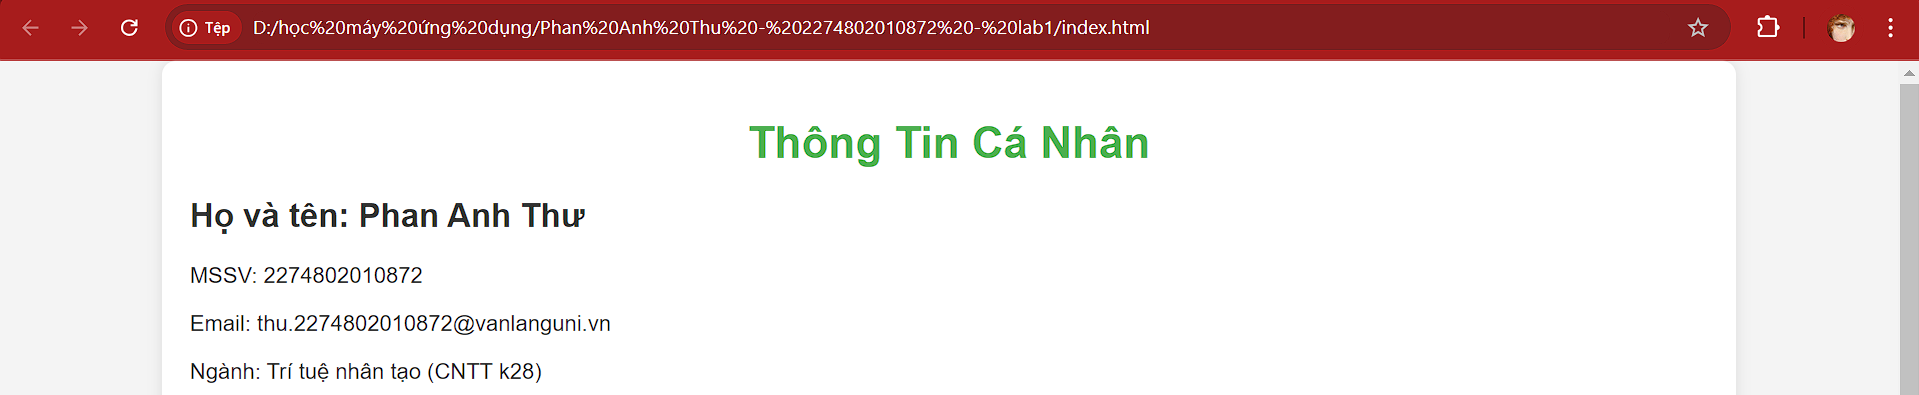 Tệp D:/học%20máy%20ứng%20dụng/Phan%20Anh%20Thu%20-%202274802010872%20-%20lab1/index.html
Thông Tin Cá Nhân
Họ và tên: Phan Anh Thư
MSSV: 2274802010872
Email: thu.2274802010872@vanlanguni.vn
Ngành: Trí tuệ nhân tạo (CNTT k28)